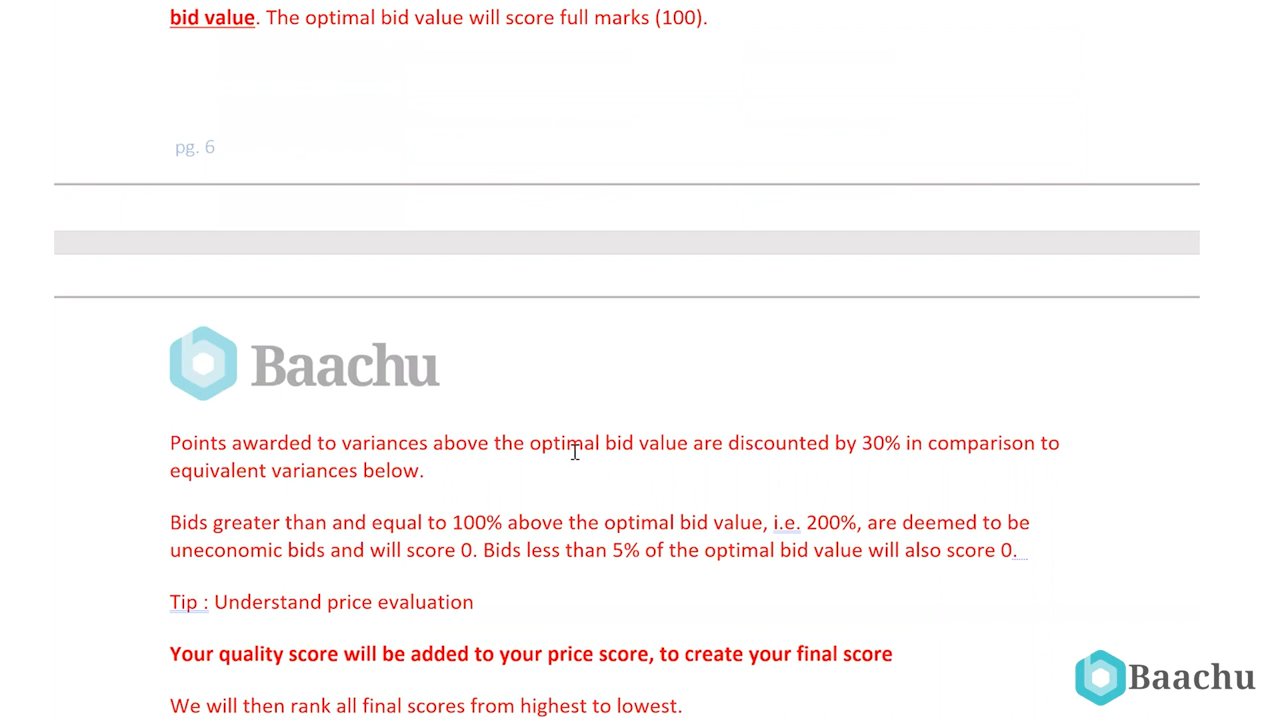 bid value. The optimal bid value will score full marks (100).
pg. 6
Baachu
Points awarded to variances above the optimal bid value are discounted by 30% in comparison to
equivalent variances below.
Bids greater than and equal to 100% above the optimal bid value, i.e. 200%, are deemed to be
uneconomic bids and will score 0. Bids less than 5% of the optimal bid value will also score 0.
Tip : Understand price evaluation
Your quality score will be added to your price score, to create your final score
Baachu
We will then rank all final scores from highest to lowest.